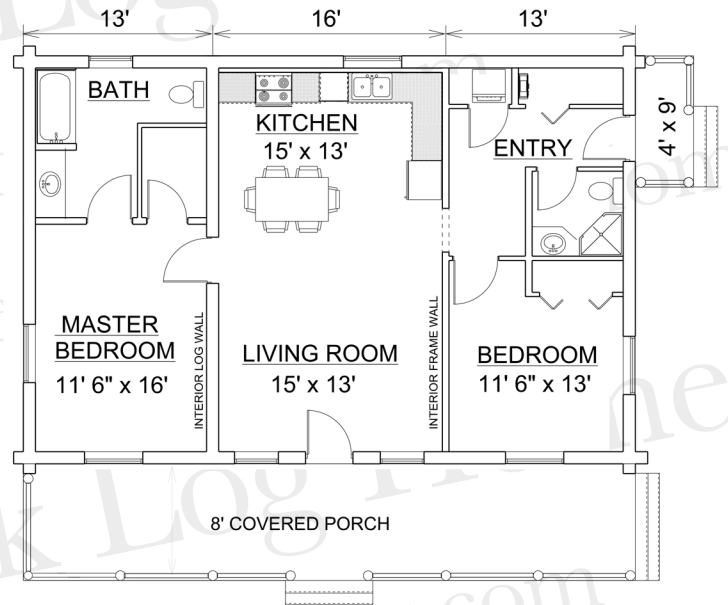 13' 16' 13'
BATH
KITCHEN
15' x 13'
ENTRY
4' x 9'
MASTER
BEDROOM
11' 6" x 16'
INTERIOR LOG WALL
LIVING ROOM
15' x 13'
INTERIOR FRAME WALL
BEDROOM
11' 6" x 13'
8' COVERED PORCH